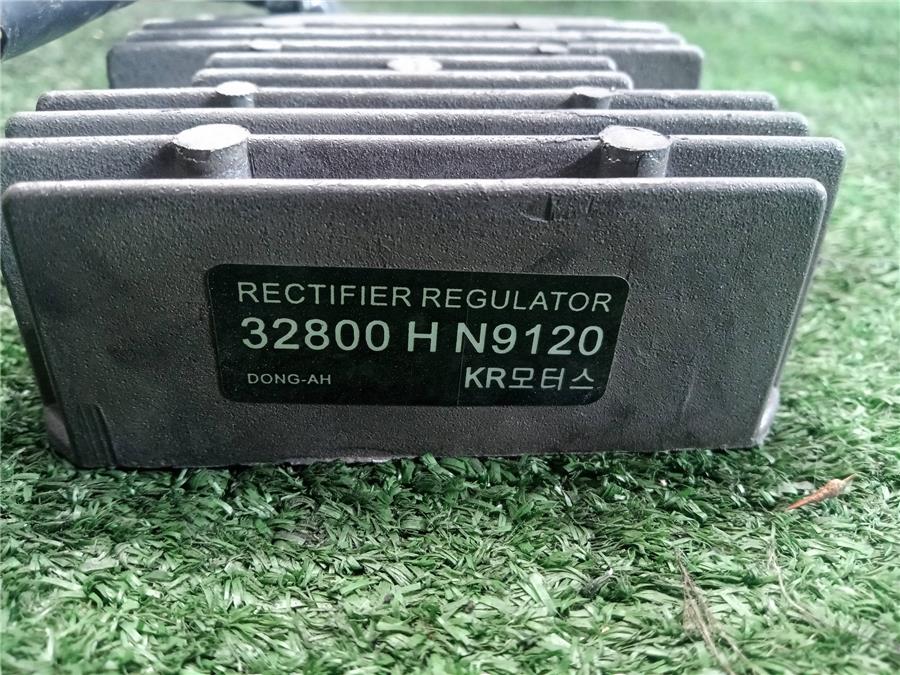 RECTIFIER REGULATOR
32800 H N9120
DONG-AH KR모터스